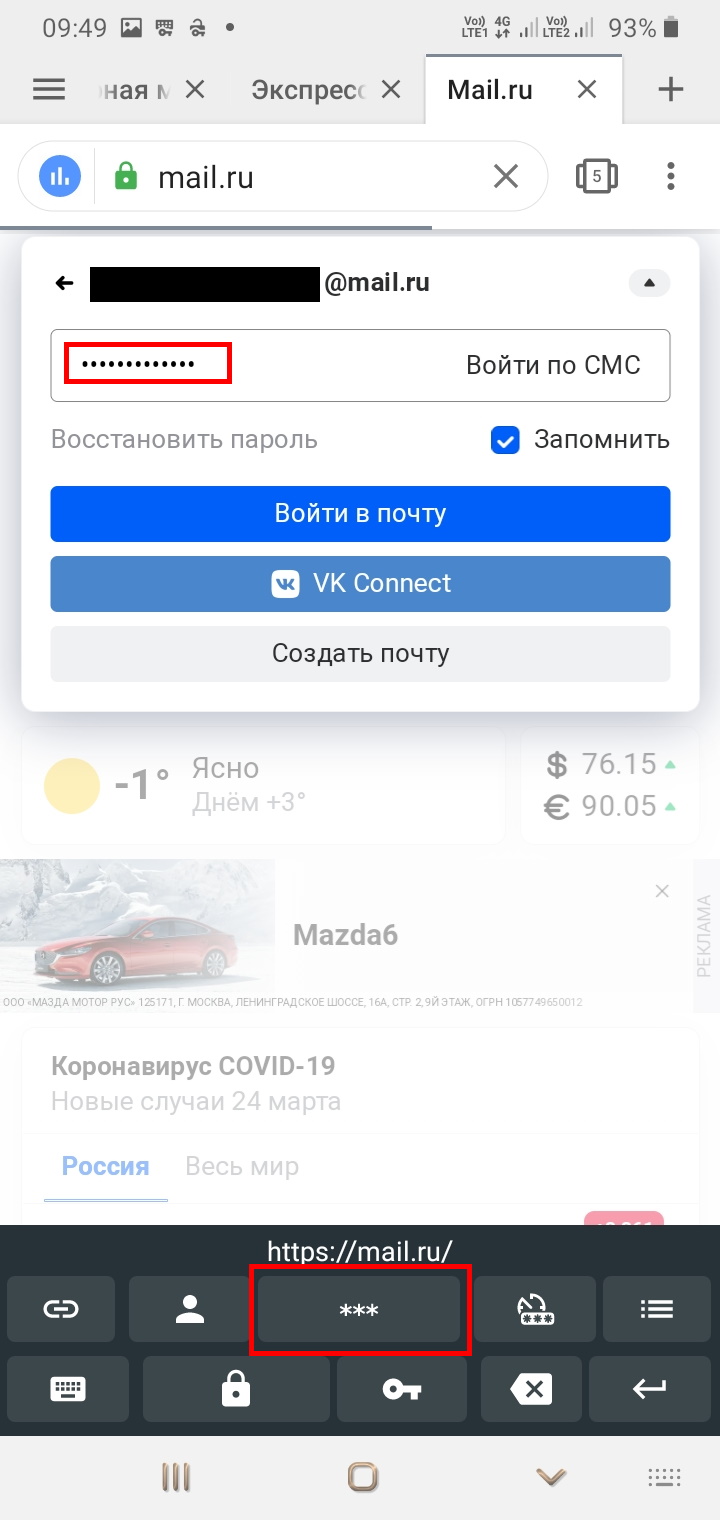 09:49 Vo)) LTE1 4G Vo)) LTE2 93%
ная Экспресс Mail.ru
mail.ru 5
@mail.ru
••••••••••••• Войти по СМС
Восстановить пароль Запомнить
Войти в почту
VK Connect
Создать почту
-1° Ясно
Днём +3°
$ 76.15
€ 90.05
Mazda6
РЕКЛАМА
ООО «МАЗДА МОТОР РУС» 125171, Г. МОСКВА, ЛЕНИНГРАДСКОЕ ШОССЕ, 16А, СТР. 2, 9Й ЭТАЖ, ОГРН 1057749650012
Коронавирус COVID-19
Новые случаи 24 марта
Россия Весь мир
https://mail.ru/
***